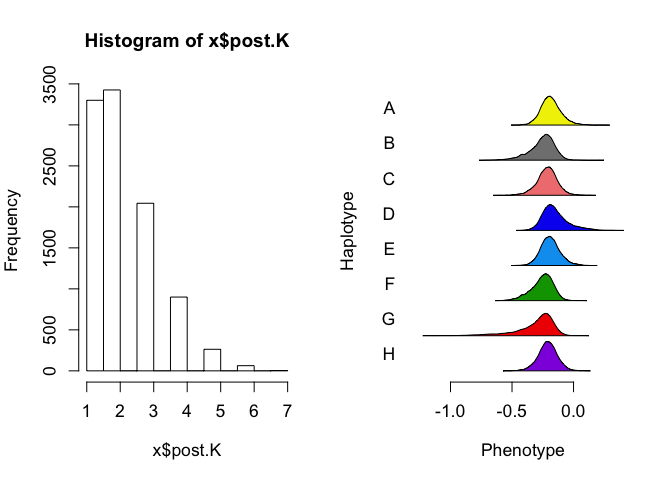 Histogram of x$post.K
Frequency
0
500
1500
2500
3500
1 2 3 4 5 6 7
x$post.K
Haplotype
A
B
C
D
E
F
G
H
-1.0 -0.5 0.0
Phenotype